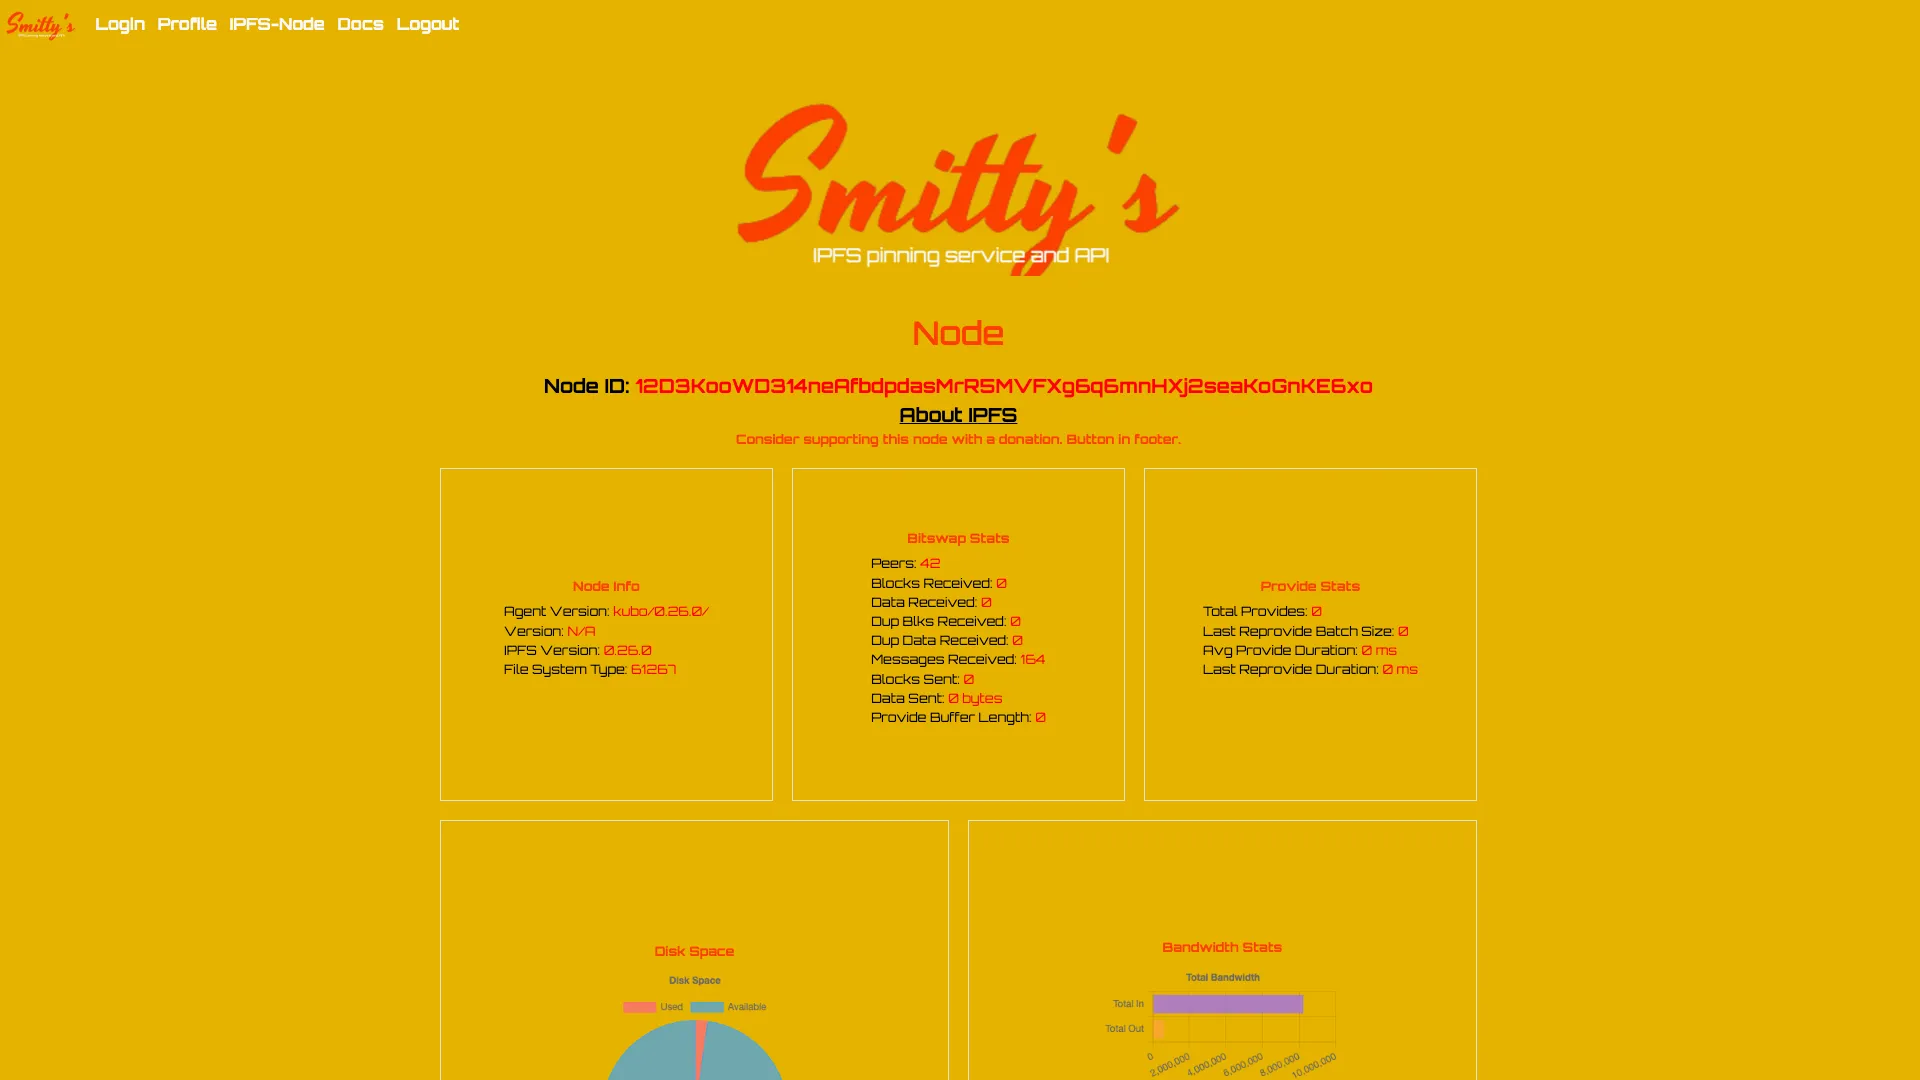 Smitty's
LogIn Profile IPFS-Node Docs Logout
Smitty's
IPFS pinning service and API
Node
Node ID: 12D3KooWD314neAfbdpdasMrR5MVFXg6q6mnHXj2seaKoGnKE6xo
About IPFS
Consider supporting this node with a donation. Button in footer.
Node Info
Agent Version: kubo/0.26.0/
Version: N/A
IPFS Version: 0.26.0
File System Type: 61267
Bitswap Stats
Peers: 42
Blocks Received: 0
Data Received: 0
Dup Blks Received: 0
Dup Data Received: 0
Messages Received: 164
Blocks Sent: 0
Data Sent: 0 bytes
Provide Buffer Length: 0
Provide Stats
Total Provides: 0
Last Reprovide Batch Size: 0
Avg Provide Duration: 0 ms
Last Reprovide Duration: 0 ms
Disk Space
Disk Space
Used Available
Bandwidth Stats
Total Bandwidth
Total In
Total Out
0 2,000,000 4,000,000 6,000,000 8,000,000 10,000,000